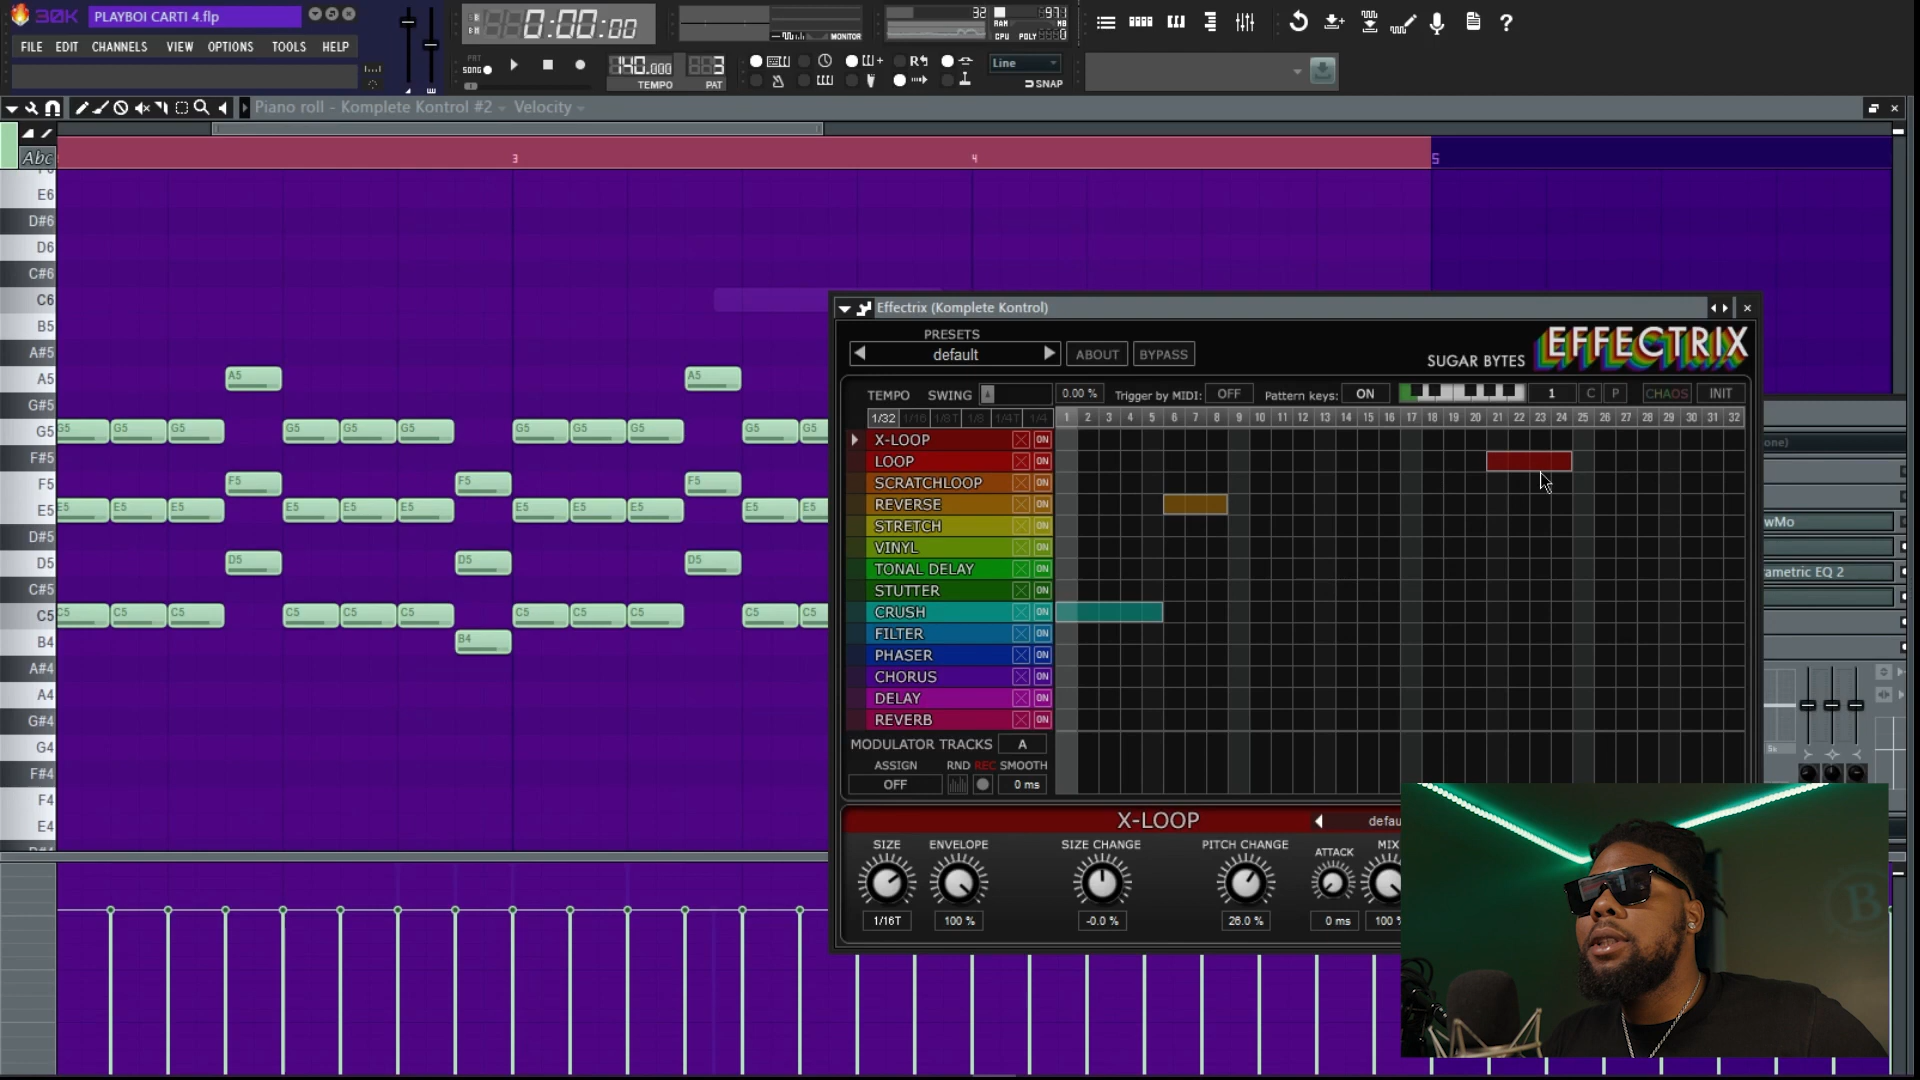 30K PLAYBOI CARTI 4.flp
FILE EDIT CHANNELS VIEW OPTIONS TOOLS HELP
0:00:00
MONITOR
32 971
RAM MB
CPU POLY 0
PAT
SONG
140.000 3
TEMPO PAT
Line
SNAP
Piano roll - Komplete Kontrol #2 Velocity
Abc
3 4 5
E6
D#6
D6
C#6
C6
B5
A#5
A5
G#5
G5
F#5
F5
E5
D#5
D5
C#5
C5
B4
A#4
A4
G#4
G4
F#4
F4
E4
A5 A5
G5 G5 G5 G5 G5 G5 G5 G5 G5 G5 G5
F5 F5 F5
E5 E5 E5 E5 E5 E5 E5 E5 E5 E5 E5
D5 D5 D5
C5 C5 C5 C5 C5 C5 C5 C5 C5 C5 C5
B4
Effectrix (Komplete Kontrol)
PRESETS
default
ABOUT BYPASS
SUGAR BYTES EFFECTRIX
TEMPO SWING 0.00 % Trigger by MIDI: OFF Pattern keys: ON 1 C P CHAOS INIT
1/32 1/16 1/8T 1/8 1/4T 1/4 1 2 3 4 5 6 7 8 9 10 11 12 13 14 15 16 17 18 19 20 21 22 23 24 25 26 27 28 29 30 31 32
X-LOOP ON
LOOP ON
SCRATCHLOOP ON
REVERSE ON
STRETCH ON
VINYL ON
TONAL DELAY ON
STUTTER ON
CRUSH ON
FILTER ON
PHASER ON
CHORUS ON
DELAY ON
REVERB ON
MODULATOR TRACKS A
ASSIGN RND REC SMOOTH
OFF 0 ms
X-LOOP defau
SIZE ENVELOPE SIZE CHANGE PITCH CHANGE ATTACK MIX
1/16T 100 % -0.0 % 26.0 % 0 ms 100 %
one)
wMo
rametric EQ 2
B